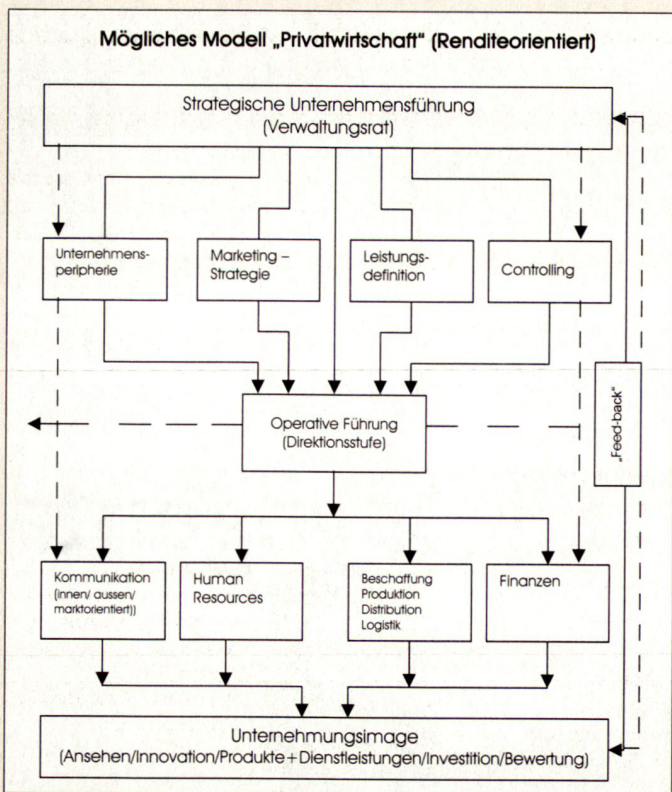 Mögliches Modell „Privatwirtschaft" (Renditeorientiert)
Strategische Unternehmensführung
(Verwaltungsrat)
Unternehmens-
peripherie
Marketing –
Strategie
Leistungs-
definition
Controlling
Operative Führung
(Direktionsstufe)
„Feed-back"
Kommunikation
(innen/ aussen/
marktorientiert))
Human
Resources
Beschaffung
Produktion
Distribution
Logistik
Finanzen
Unternehmungsimage
(Ansehen/Innovation/Produkte+Dienstleistungen/Investition/Bewertung)